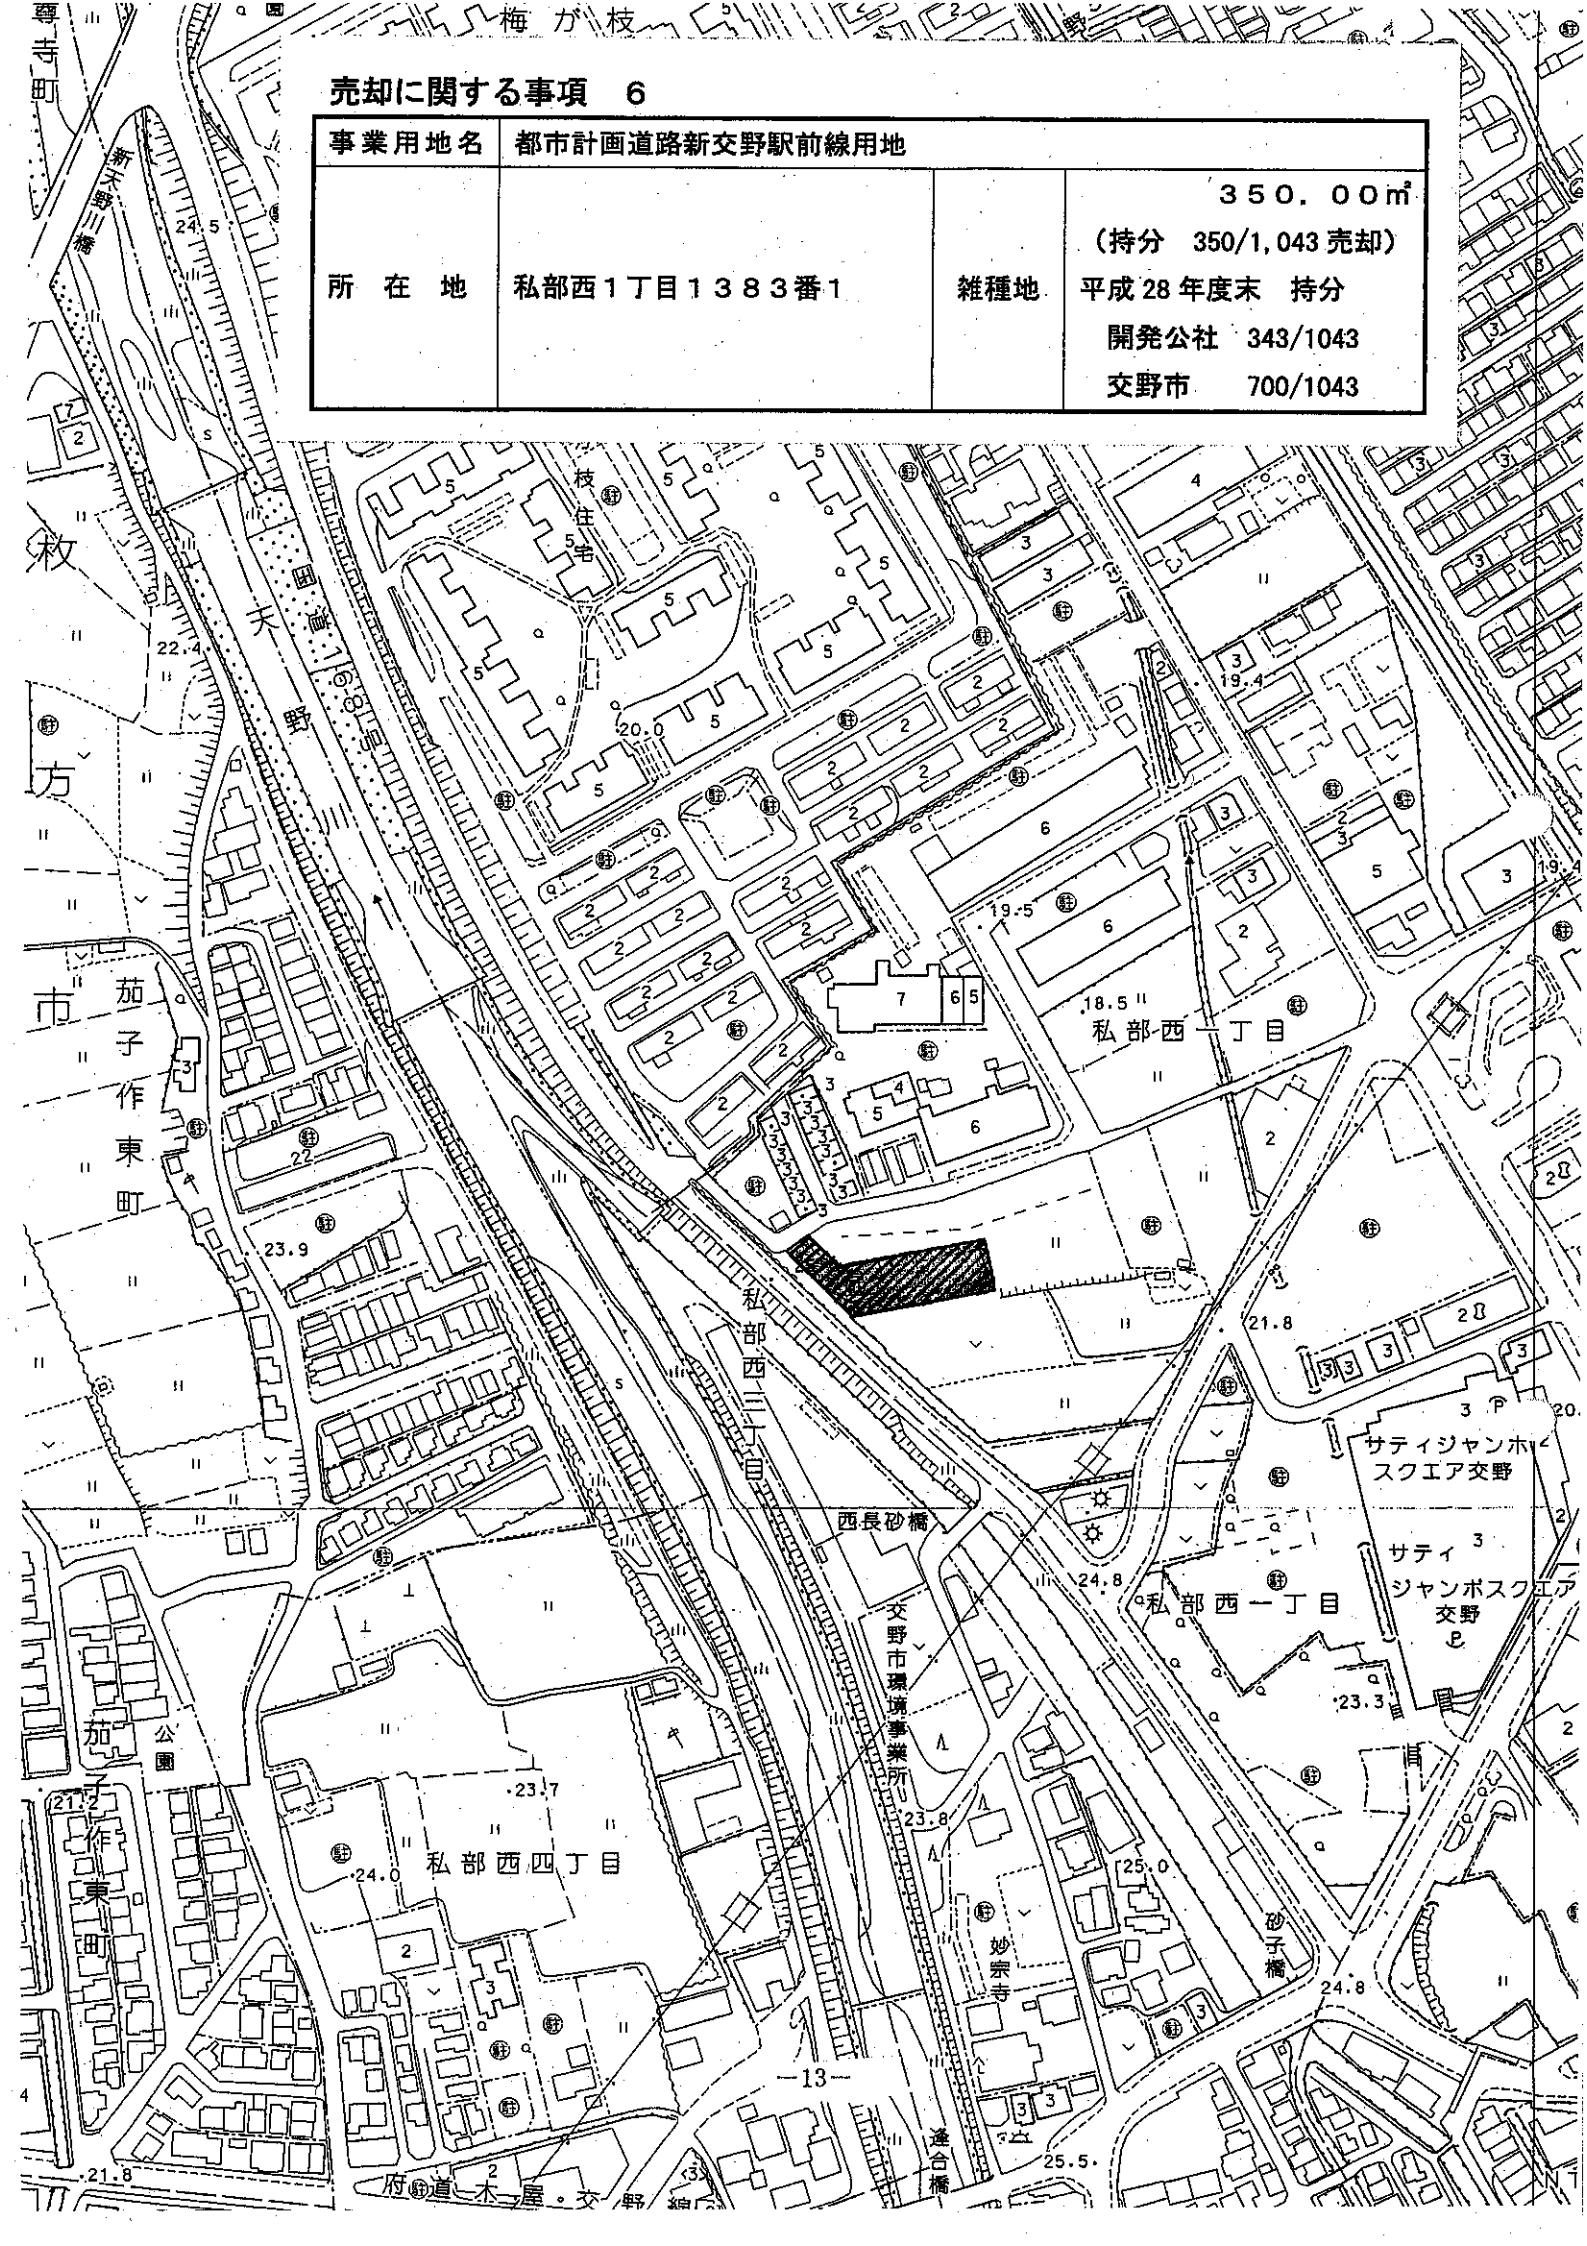 梅が枝
尊寺町
売却に関する事項　６
事業用地名 都市計画道路新交野駅前線用地
所在地 私部西１丁目１３８３番１ 雑種地
３５０．００㎡
（持分　350/1,043 売却）
平成 28 年度末　持分
開発公社　343/1043
交野市　700/1043
新天野川橋
24.5
枝住宅
枚方市
国道168号
天野
22.4
20.0
19.4
19.5
19.4
18.5
私部西一丁目
茄子作東町
22
23.9
私部西三丁目
21.8
サティジャンボ
スクエア交野
西長砂橋
24.8
サティ
ジャンボスクエア
交野
私部西一丁目
交野市環境事業所
23.3
公園
茄子作東町
21.2
23.7
23.8
私部西四丁目
24.0
25.0
妙宗寺
砂子橋
24.8
―13―
逢合橋
25.5
21.8
府道木屋・交野線